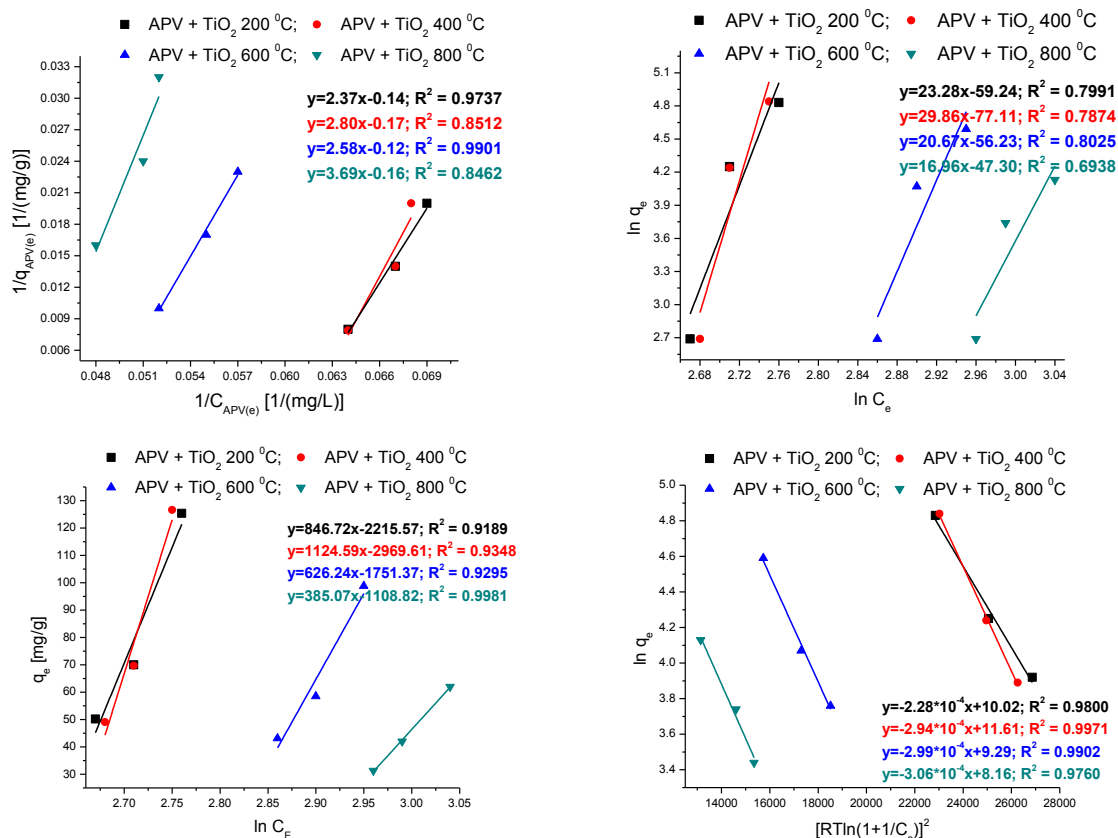 APV + TiO2 200 ⁰C; APV + TiO2 400 ⁰C
APV + TiO2 600 ⁰C; APV + TiO2 800 ⁰C
0.033
0.030
0.027
0.024
0.021
0.018
0.015
0.012
0.009
0.006
1/qAPV(e) [1/(mg/g)]
y=2.37x-0.14; R² = 0.9737
y=2.80x-0.17; R² = 0.8512
y=2.58x-0.12; R² = 0.9901
y=3.69x-0.16; R² = 0.8462
0.048 0.051 0.054 0.057 0.060 0.063 0.066 0.069
1/CAPV(e) [1/(mg/L)]
APV + TiO2 200 ⁰C; APV + TiO2 400 ⁰C
APV + TiO2 600 ⁰C; APV + TiO2 800 ⁰C
5.1
4.8
4.5
4.2
3.9
3.6
3.3
3.0
2.7
ln qe
y=23.28x-59.24; R² = 0.7991
y=29.86x-77.11; R² = 0.7874
y=20.67x-56.23; R² = 0.8025
y=16.96x-47.30; R² = 0.6938
2.68 2.72 2.76 2.80 2.84 2.88 2.92 2.96 3.00 3.04
ln Ce
APV + TiO2 200 ⁰C; APV + TiO2 400 ⁰C
APV + TiO2 600 ⁰C; APV + TiO2 800 ⁰C
130
120
110
100
90
80
70
60
50
40
30
qe [mg/g]
y=846.72x-2215.57; R² = 0.9189
y=1124.59x-2969.61; R² = 0.9348
y=626.24x-1751.37; R² = 0.9295
y=385.07x-1108.82; R² = 0.9981
2.70 2.75 2.80 2.85 2.90 2.95 3.00 3.05
ln CE
APV + TiO2 200 ⁰C; APV + TiO2 400 ⁰C
APV + TiO2 600 ⁰C; APV + TiO2 800 ⁰C
5.0
4.8
4.6
4.4
4.2
4.0
3.8
3.6
3.4
ln qe
y=-2.28*10⁻⁴x+10.02; R² = 0.9800
y=-2.94*10⁻⁴x+11.61; R² = 0.9971
y=-2.99*10⁻⁴x+9.29; R² = 0.9902
y=-3.06*10⁻⁴x+8.16; R² = 0.9760
14000 16000 18000 20000 22000 24000 26000 28000
[RTln(1+1/Ce)]²